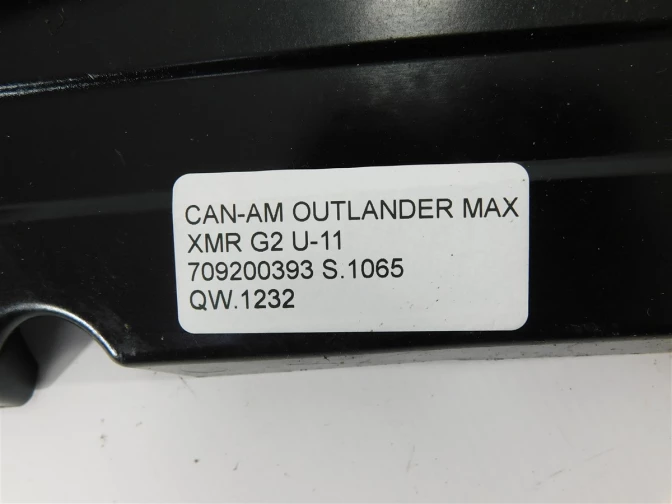 CAN-AM OUTLANDER MAX
XMR G2 U-11
709200393 S.1065
QW.1232